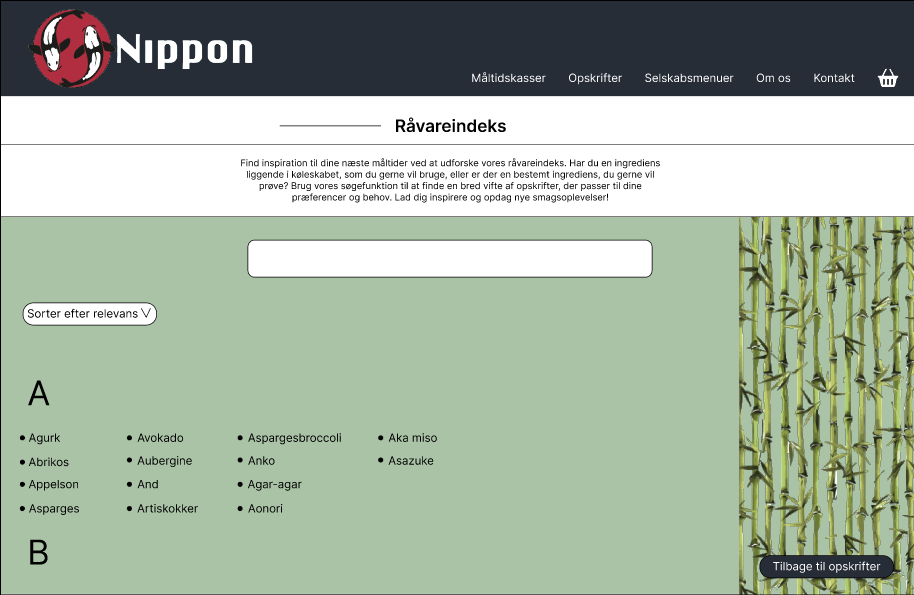 Nippon
Måltidskasser Opskrifter Selskabsmenuer Om os Kontakt
Råvareindeks
Find inspiration til dine næste måltider ved at udforske vores råvareindeks. Har du en ingrediens
liggende i køleskabet, som du gerne vil bruge, eller er der en bestemt ingrediens, du gerne vil
prøve? Brug vores søgefunktion til at finde en bred vifte af opskrifter, der passer til dine
præferencer og behov. Lad dig inspirere og opdag nye smagsoplevelser!
Sorter efter relevans
A
• Agurk • Avokado • Aspargesbroccoli • Aka miso
• Abrikos • Aubergine • Anko • Asazuke
• Appelson • And • Agar-agar
• Asparges • Artiskokker • Aonori
B
Tilbage til opskrifter